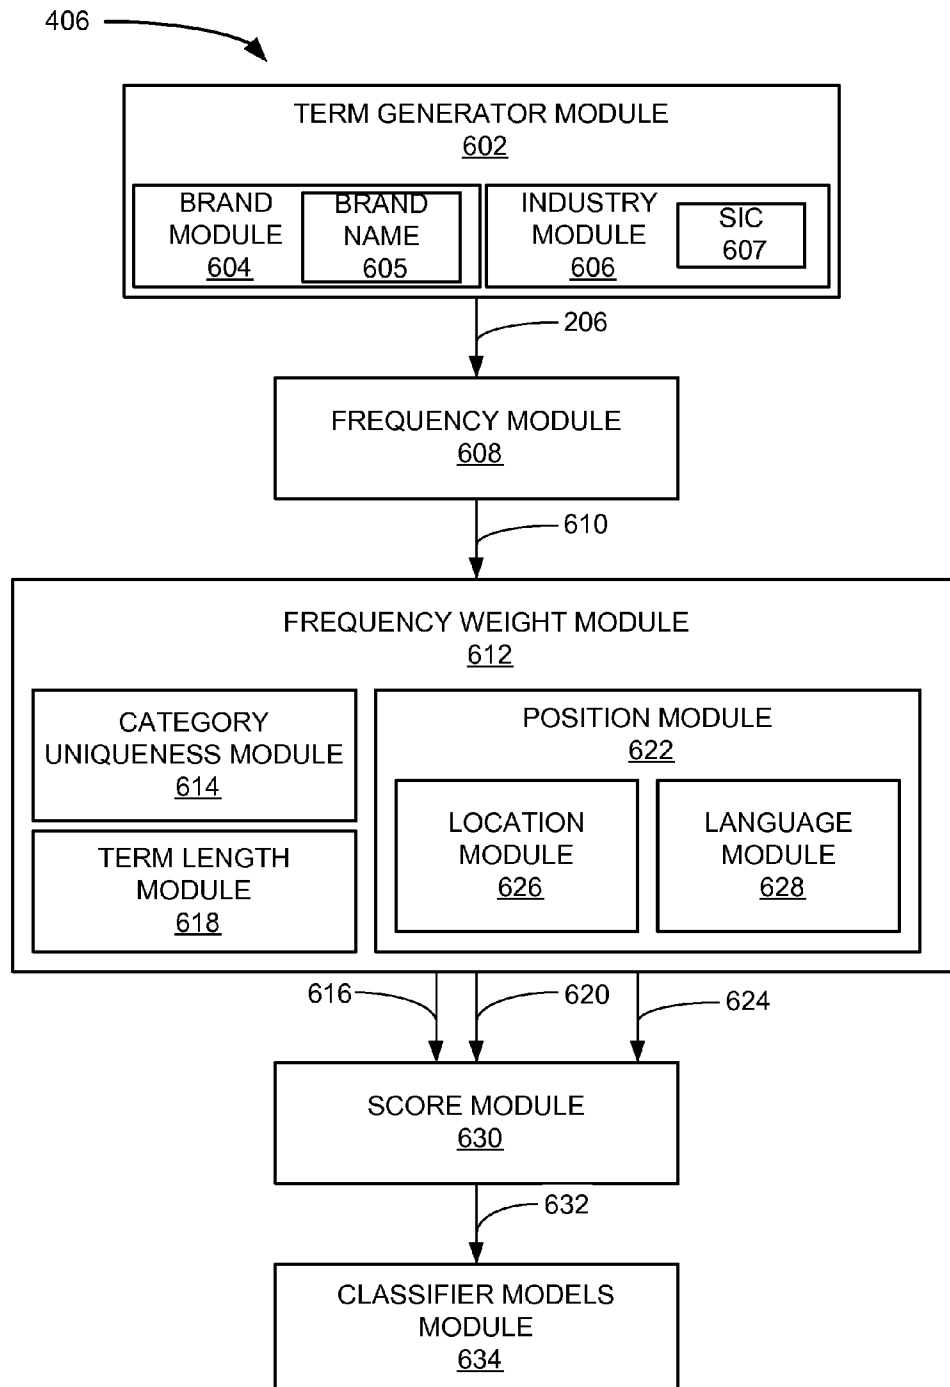 406
TERM GENERATOR MODULE
602
BRAND
MODULE
604
BRAND
NAME
605
INDUSTRY
MODULE
606
SIC
607
206
FREQUENCY MODULE
608
610
FREQUENCY WEIGHT MODULE
612
CATEGORY
UNIQUENESS MODULE
614
TERM LENGTH
MODULE
618
POSITION MODULE
622
LOCATION
MODULE
626
LANGUAGE
MODULE
628
616
620
624
SCORE MODULE
630
632
CLASSIFIER MODELS
MODULE
634